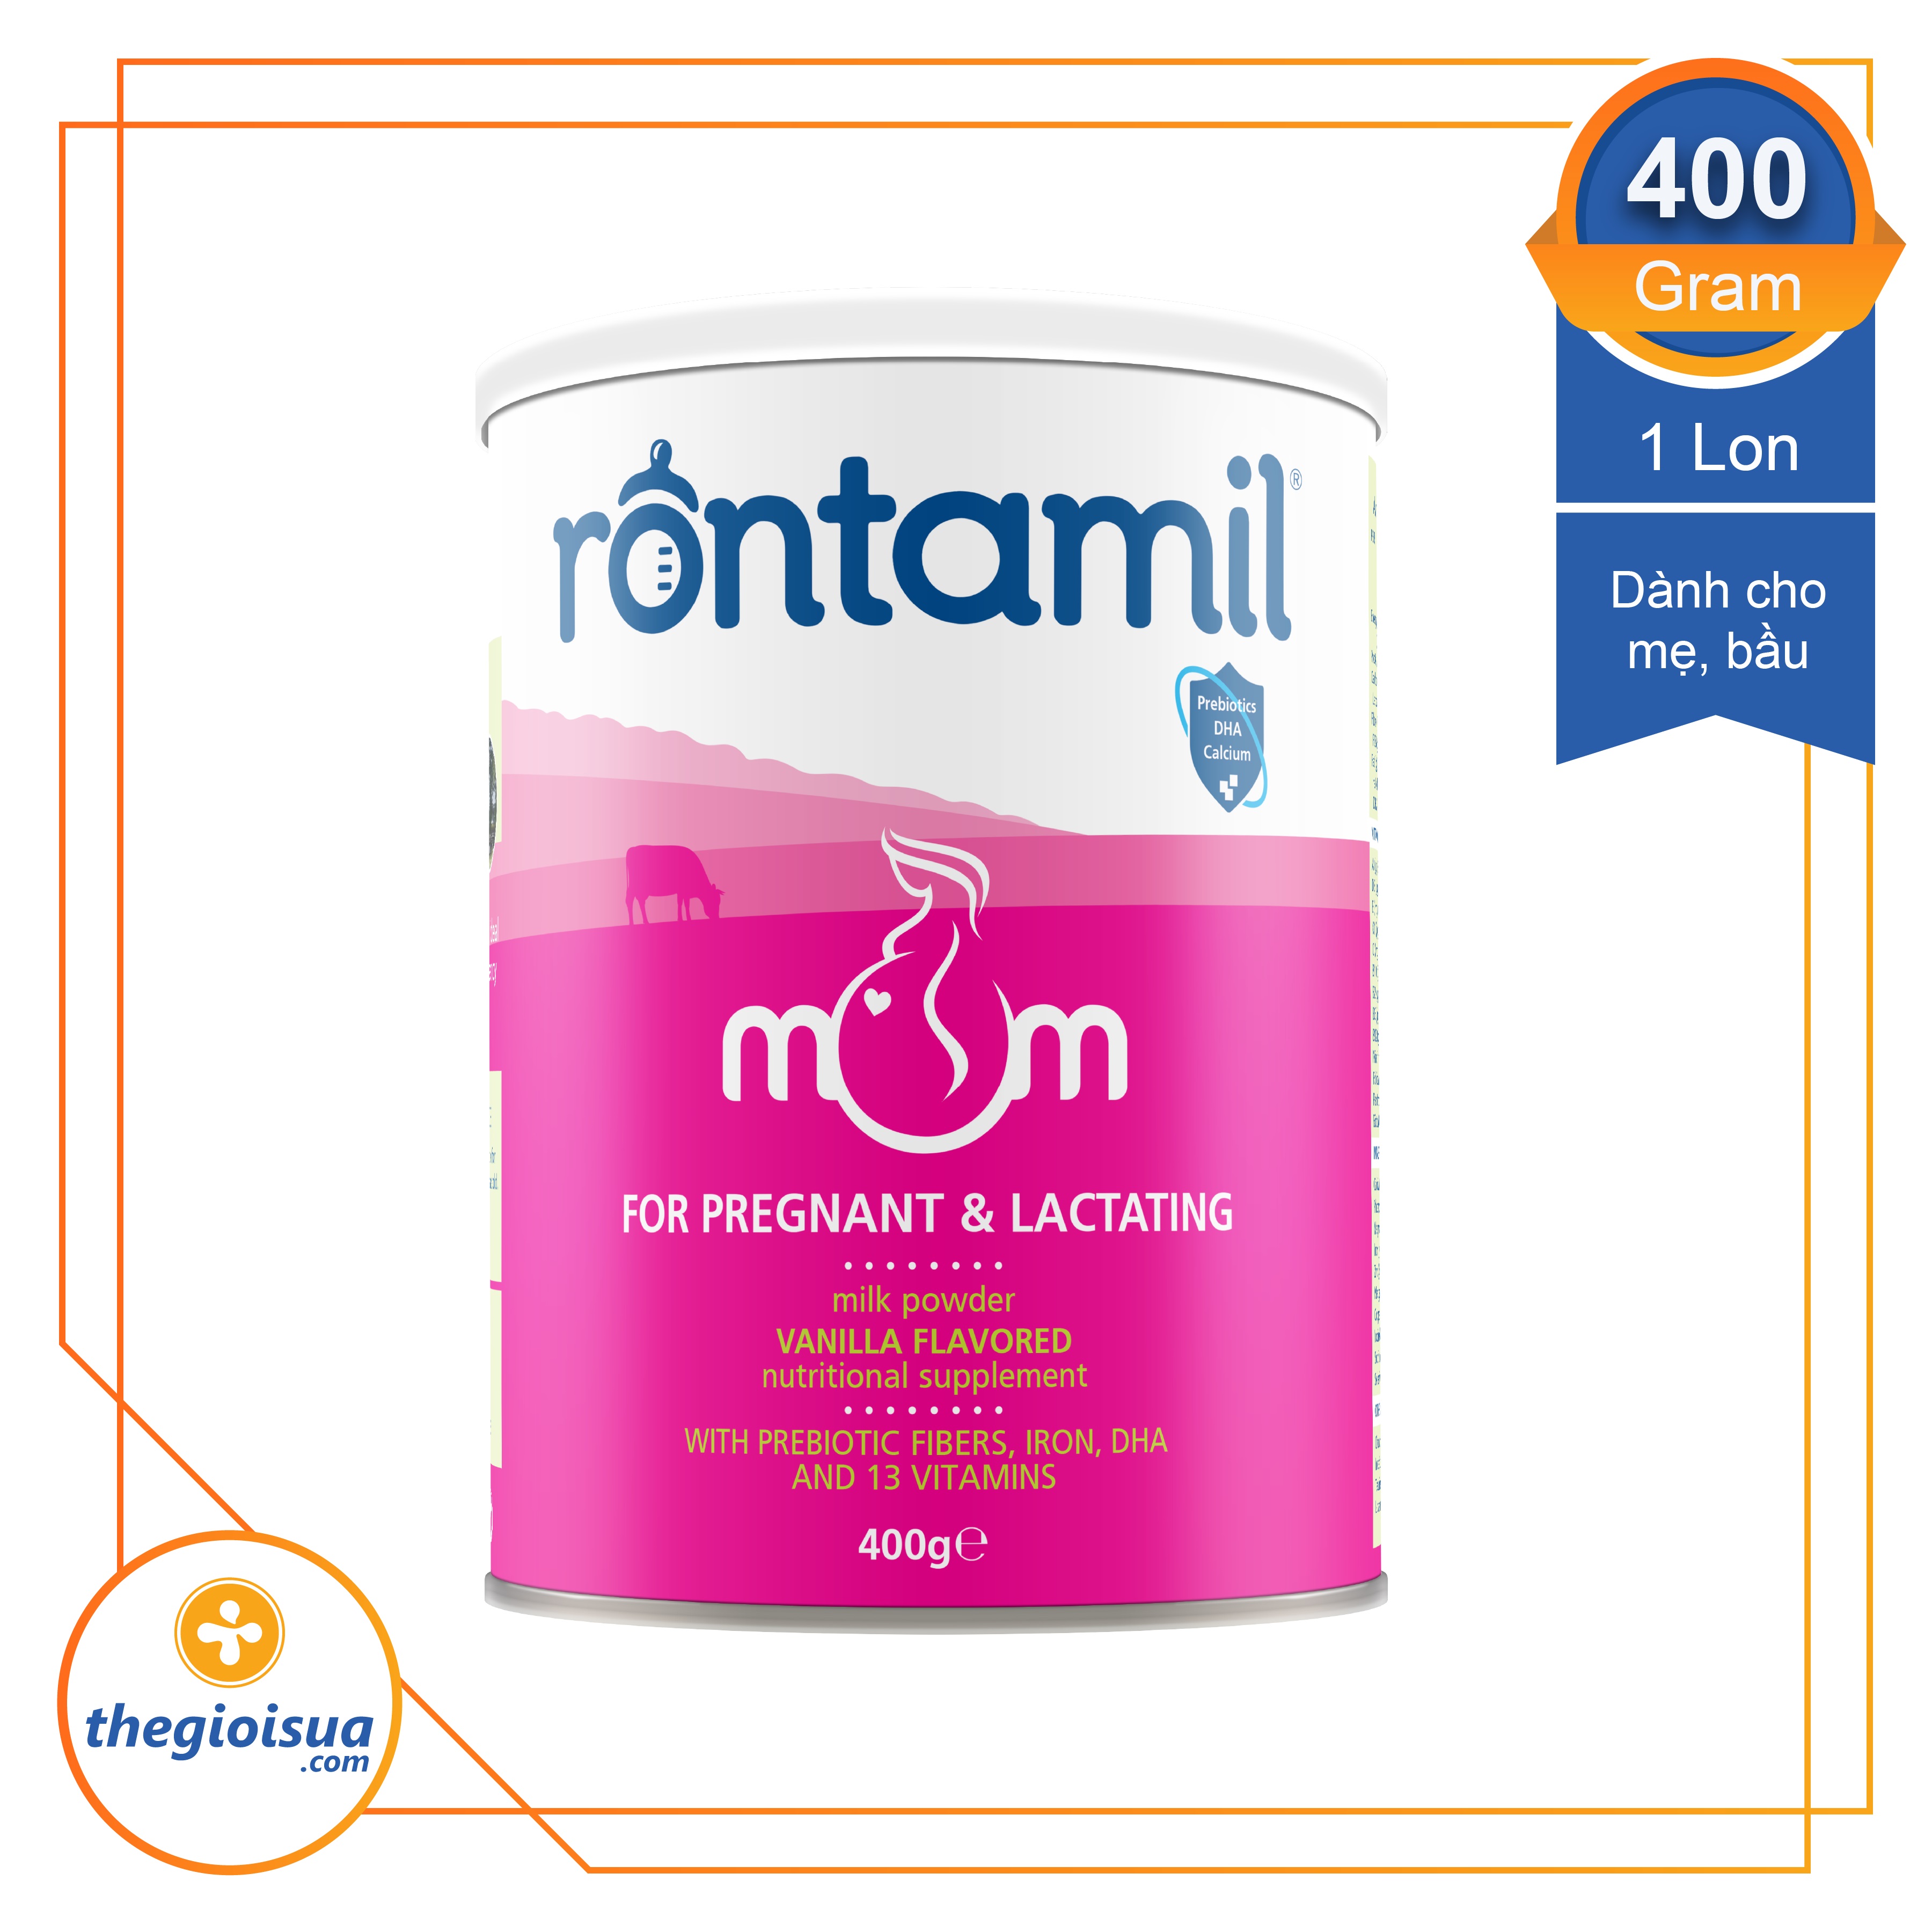 400
Gram
1 Lon
Dành cho
mẹ, bầu
rôntamil®
Prebiotics
DHA
Calcium
mom
FOR PREGNANT & LACTATING
milk powder
VANILLA FLAVORED
nutritional supplement
WITH PREBIOTIC FIBERS, IRON, DHA
AND 13 VITAMINS
400g℮
thegioisua
.com